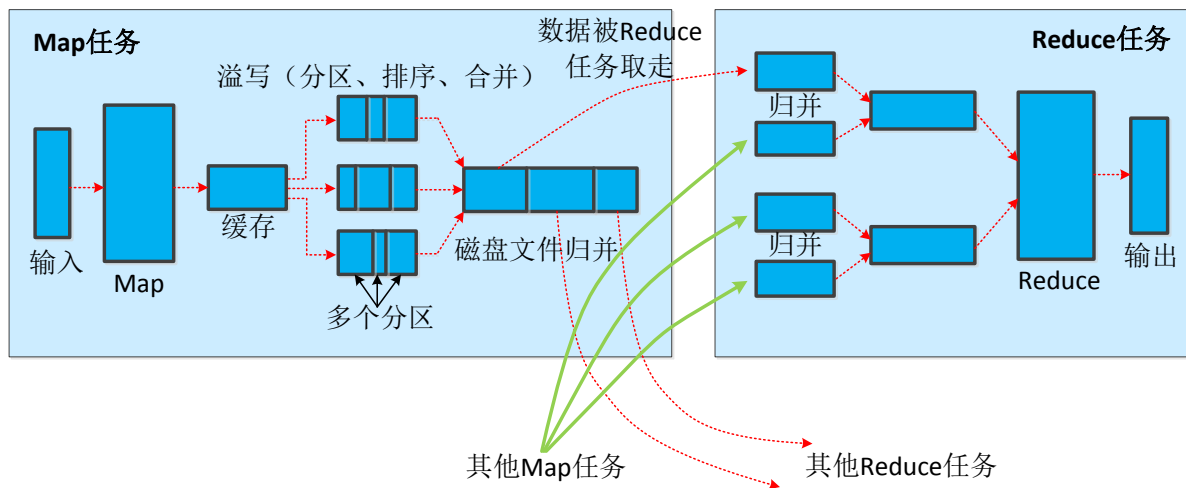 Map任务
溢写（分区、排序、合并）
输入
Map
缓存
多个分区
磁盘文件归并
数据被Reduce
任务取走
Reduce任务
归并
归并
Reduce
输出
其他Map任务
其他Reduce任务